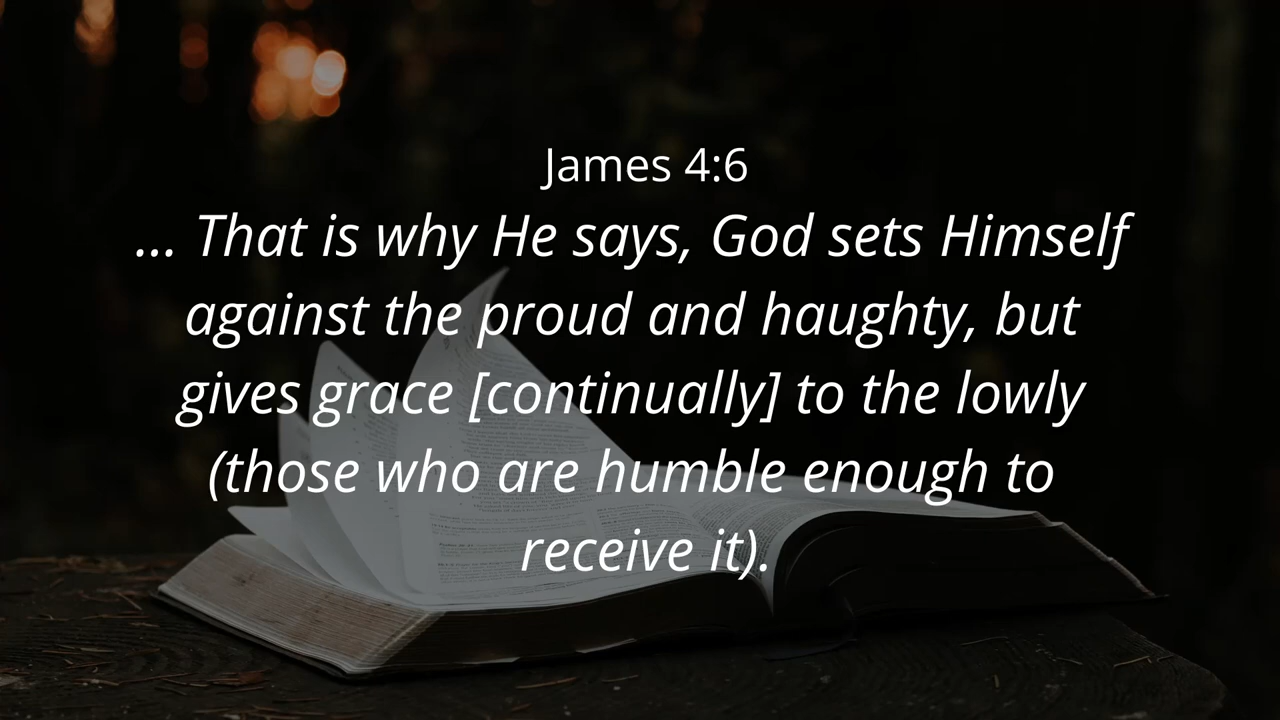 James 4:6
... That is why He says, God sets Himself
against the proud and haughty, but
gives grace [continually] to the lowly
(those who are humble enough to
receive it).